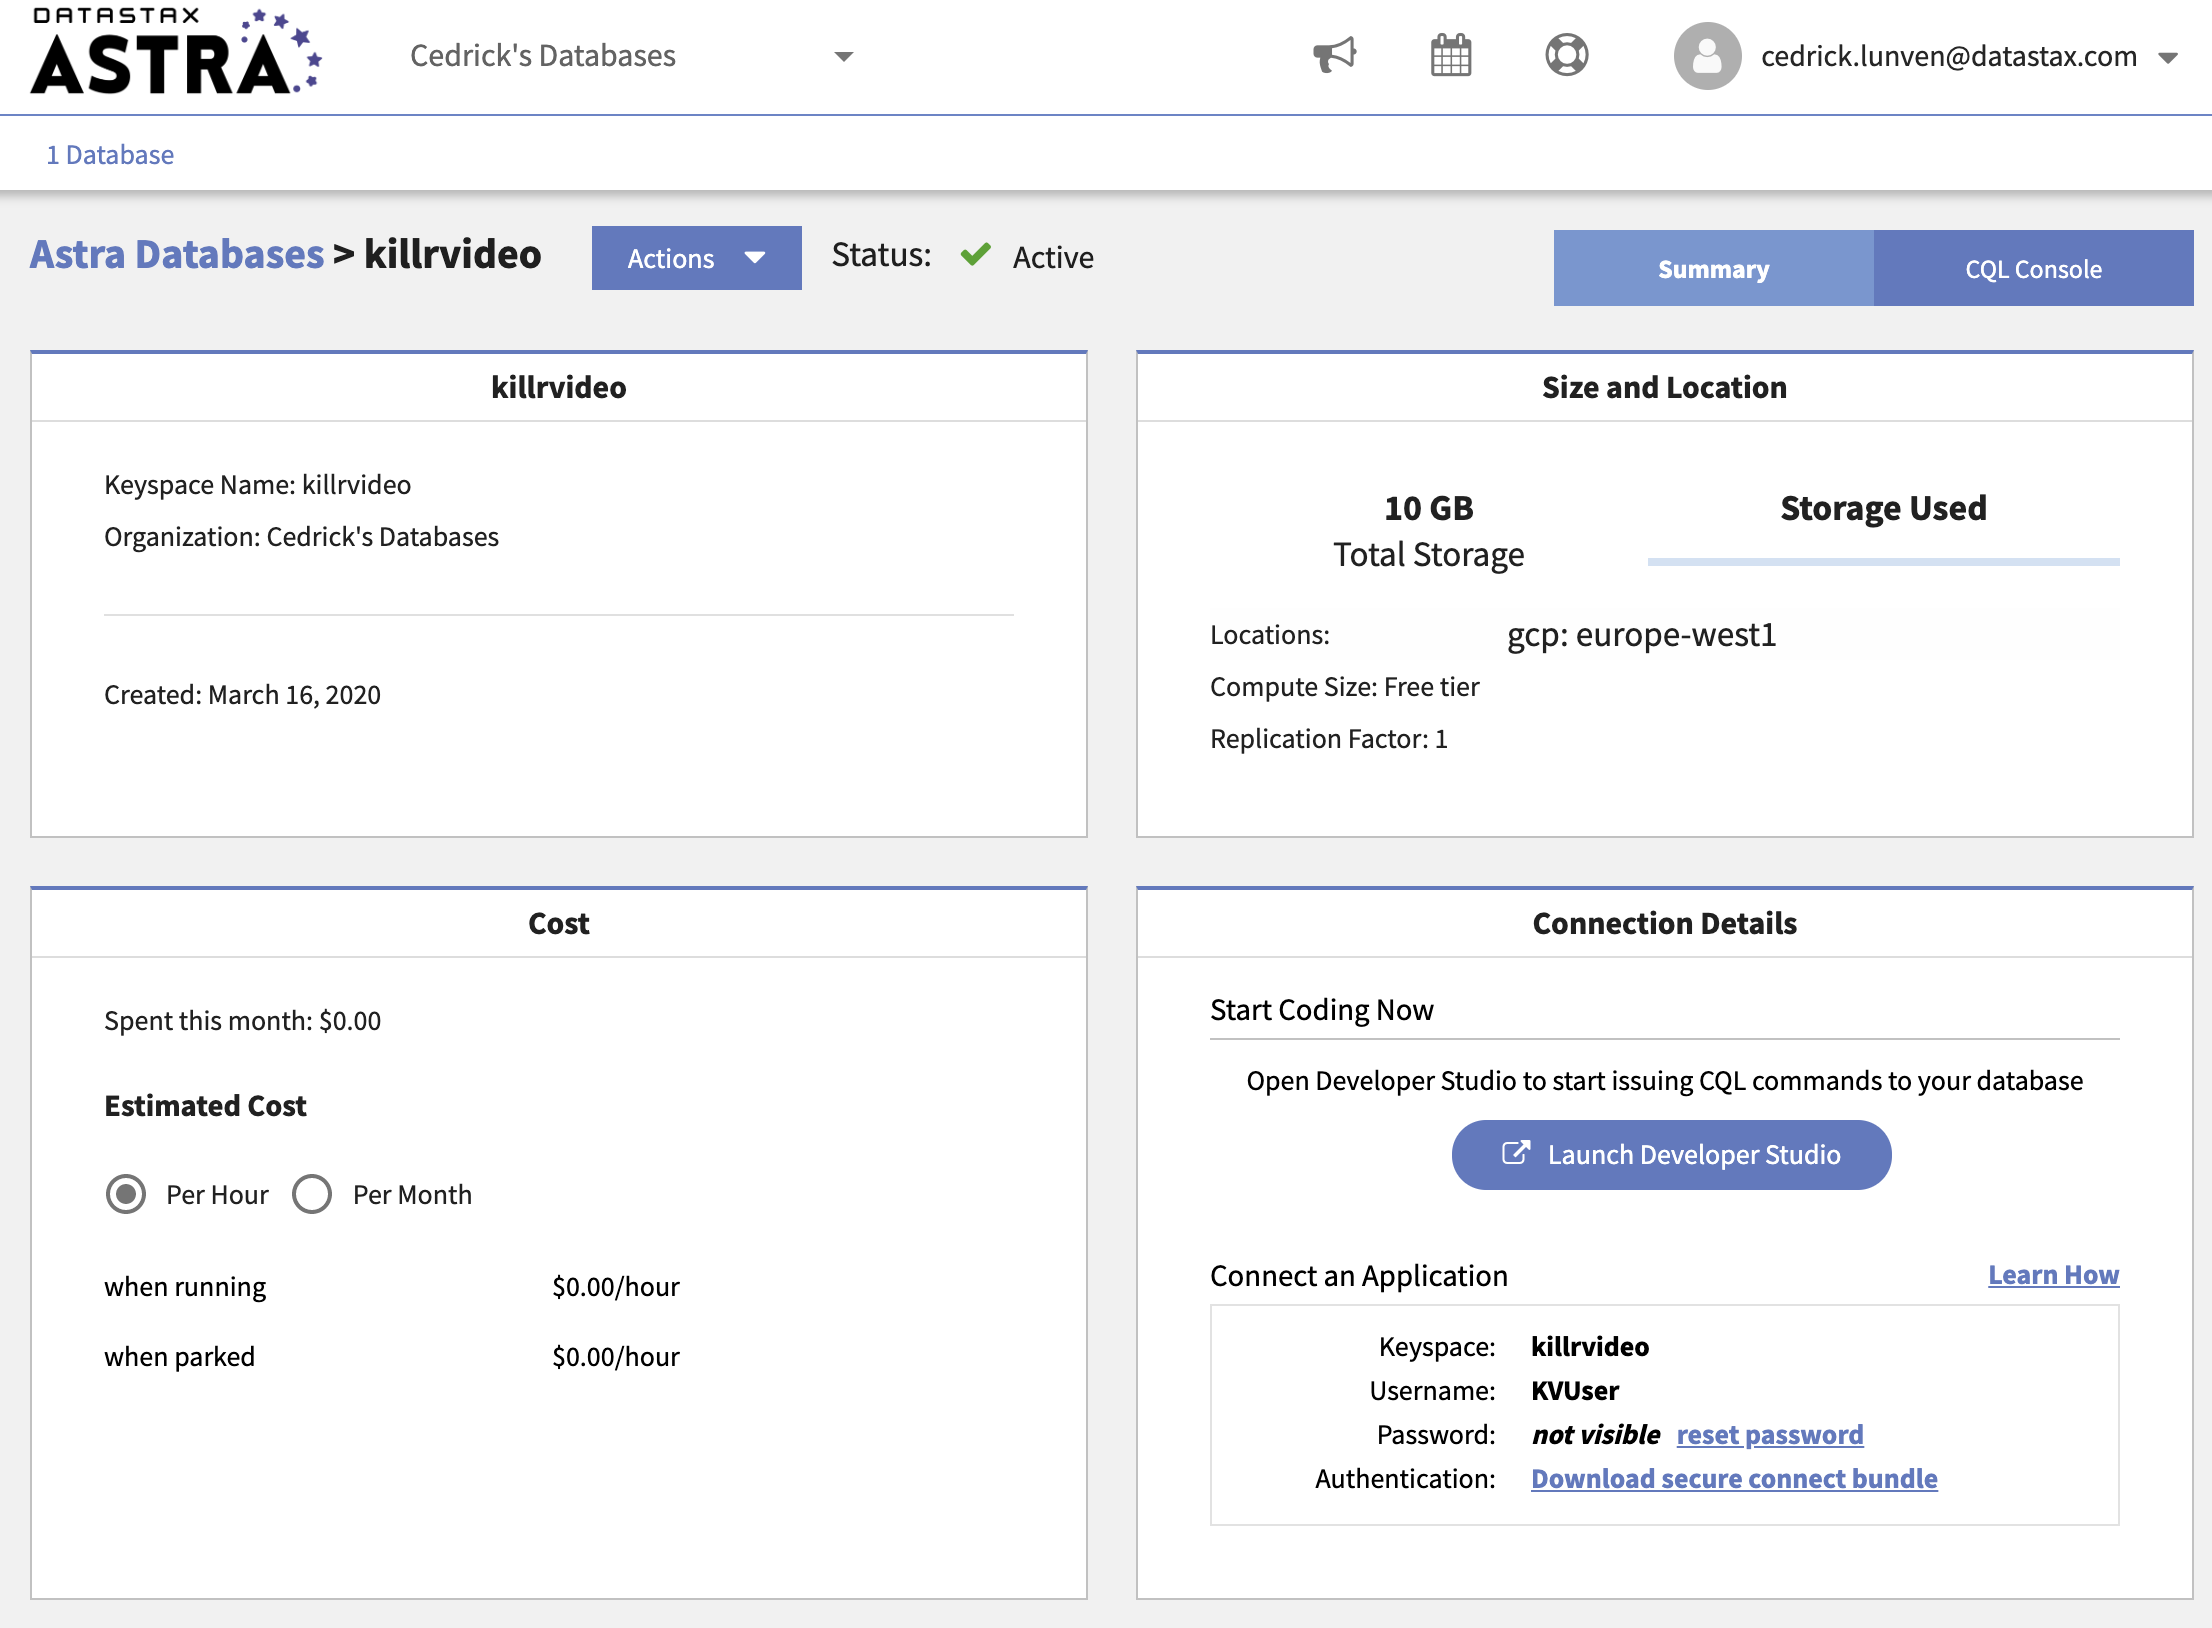 DATASTAX
ASTRA
Cedrick's Databases
cedrick.lunven@datastax.com
1 Database
Astra Databases > killrvideo
Actions
Status: Active
Summary
CQL Console
killrvideo
Keyspace Name: killrvideo
Organization: Cedrick's Databases
Created: March 16, 2020
Size and Location
10 GB
Total Storage
Storage Used
Locations: gcp: europe-west1
Compute Size: Free tier
Replication Factor: 1
Cost
Spent this month: $0.00
Estimated Cost
Per Hour Per Month
when running $0.00/hour
when parked $0.00/hour
Connection Details
Start Coding Now
Open Developer Studio to start issuing CQL commands to your database
Launch Developer Studio
Connect an Application Learn How
Keyspace: killrvideo
Username: KVUser
Password: not visible reset password
Authentication: Download secure connect bundle